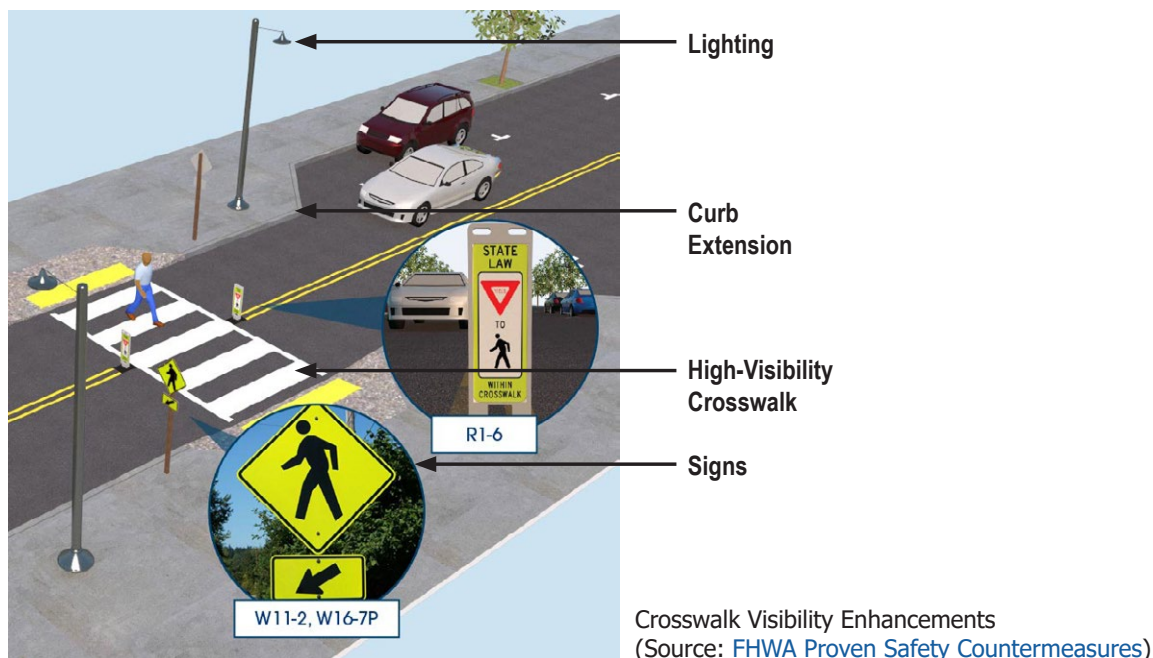 Lighting
Curb
Extension
STATE
LAW
YIELD
TO
WITHIN
CROSSWALK
R1-6
High-Visibility
Crosswalk
Signs
W11-2, W16-7P
Crosswalk Visibility Enhancements
(Source: FHWA Proven Safety Countermeasures)